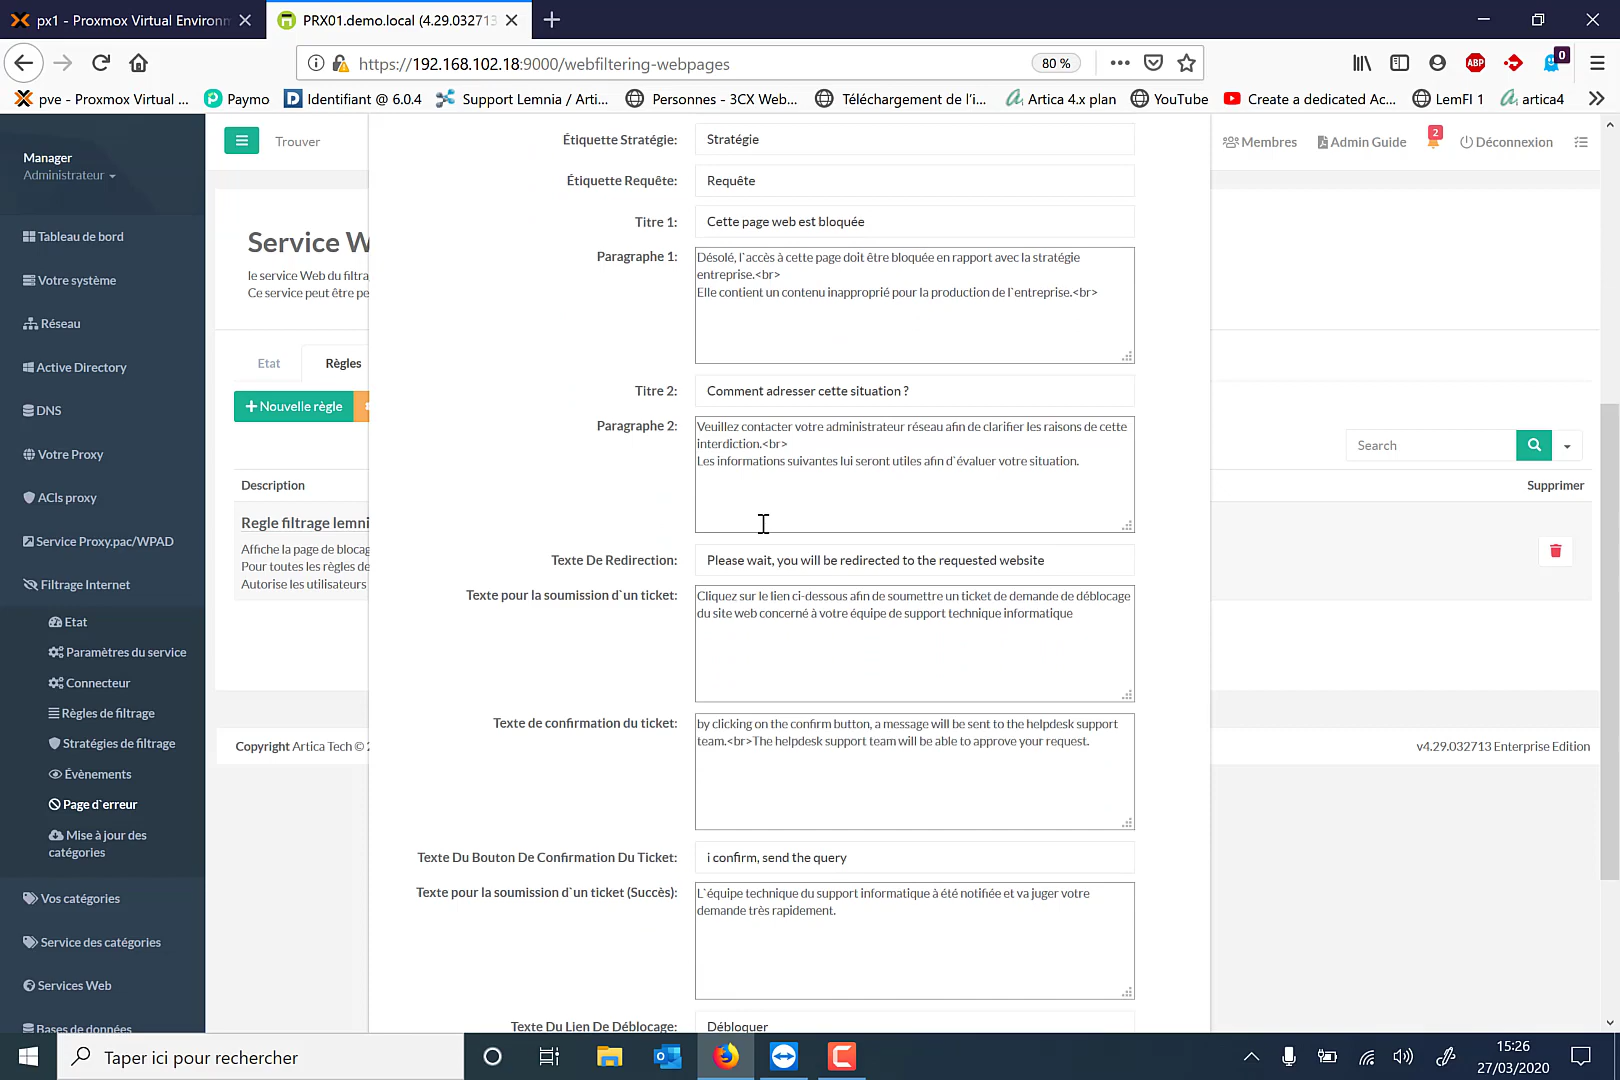 px1 - Proxmox Virtual Environm
PRX01.demo.local (4.29.032713
https://192.168.102.18:9000/webfiltering-webpages
80 %
ABP
0
pve - Proxmox Virtual ...
Paymo
Identifiant @ 6.0.4
Support Lemnia / Arti...
Personnes - 3CX Web...
Téléchargement de l'i...
Artica 4.x plan
YouTube
Create a dedicated Ac...
LemFI 1
artica4
Manager
Administrateur
Trouver
Membres
Admin Guide
2
Déconnexion
Tableau de bord
Votre système
Réseau
Active Directory
DNS
Votre Proxy
ACls proxy
Service Proxy.pac/WPAD
Filtrage Internet
Etat
Paramètres du service
Connecteur
Règles de filtrage
Stratégies de filtrage
Évènements
Page d`erreur
Mise à jour des
catégories
Vos catégories
Service des catégories
Services Web
Bases de données
Service W
le service Web du filtra
Ce service peut être pe
Etat
Règles
Nouvelle règle
Search
Description
Supprimer
Regle filtrage lemni
Affiche la page de blocag
Pour toutes les règles de
Autorise les utilisateurs
Copyright Artica Tech © 2
v4.29.032713 Enterprise Edition
Étiquette Stratégie:
Stratégie
Étiquette Requête:
Requête
Titre 1:
Cette page web est bloquée
Paragraphe 1:
Désolé, l`accès à cette page doit être bloquée en rapport avec la stratégie
entreprise.<br>
Elle contient un contenu inapproprié pour la production de l`entreprise.<br>
Titre 2:
Comment adresser cette situation ?
Paragraphe 2:
Veuillez contacter votre administrateur réseau afin de clarifier les raisons de cette
interdiction.<br>
Les informations suivantes lui seront utiles afin d`évaluer votre situation.
Texte De Redirection:
Please wait, you will be redirected to the requested website
Texte pour la soumission d`un ticket:
Cliquez sur le lien ci-dessous afin de soumettre un ticket de demande de déblocage
du site web concerné à votre équipe de support technique informatique
Texte de confirmation du ticket:
by clicking on the confirm button, a message will be sent to the helpdesk support
team.<br>The helpdesk support team will be able to approve your request.
Texte Du Bouton De Confirmation Du Ticket:
i confirm, send the query
Texte pour la soumission d`un ticket (Succès):
L`équipe technique du support informatique à été notifiée et va juger votre
demande très rapidement.
Texte Du Lien De Déblocage:
Débloquer
Taper ici pour rechercher
15:26
27/03/2020